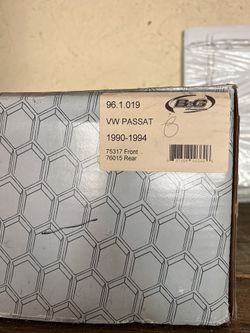 96.1.019
B&G
VW PASSAT
1990-1994
75317 Front
76015 Rear